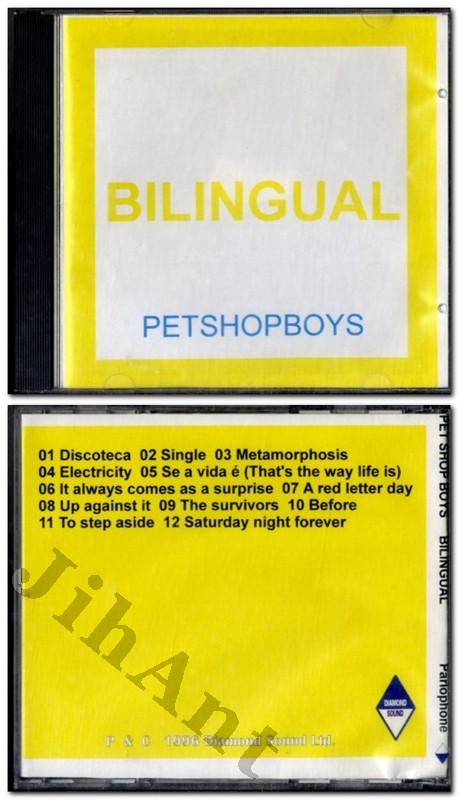 BILINGUAL
PETSHOPBOYS
01 Discoteca 02 Single 03 Metamorphosis
04 Electricity 05 Se a vida é (That's the way life is)
06 It always comes as a surprise 07 A red letter day
08 Up against it 09 The survivors 10 Before
11 To step aside 12 Saturday night forever
JihAnt
DIAMOND
SOUND
P & C 1996 Diamond Sound Ltd.
PET SHOP BOYS BILINGUAL Parlophone